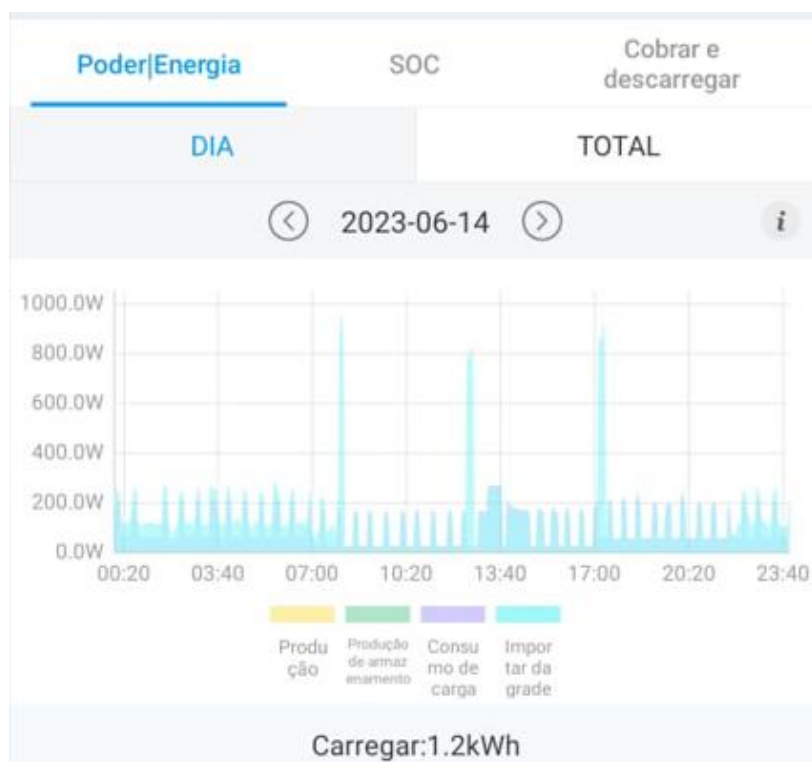 Poder|Energia
SOC
Cobrar e
descarregar
DIA
TOTAL
2023-06-14
i
1000.0W
800.0W
600.0W
400.0W
200.0W
0.0W
00:20 03:40 07:00 10:20 13:40 17:00 20:20 23:40
Produ
ção
Produção
de armaz
enamento
Consu
mo de
carga
Impor
tar da
grade
Carregar:1.2kWh